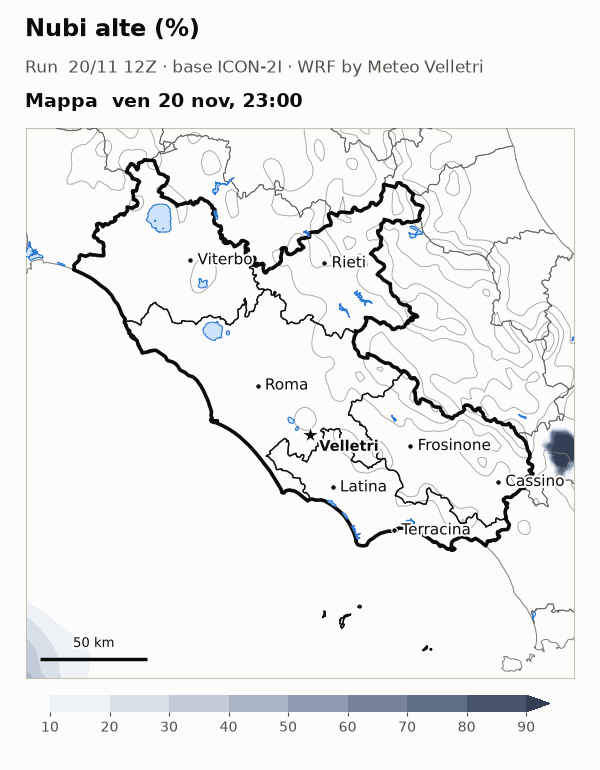 Nubi alte (%)
Run  20/11 12Z · base ICON-2I · WRF by Meteo Velletri
Mappa  ven 20 nov, 23:00
Viterbo
Rieti
Roma
Velletri
Frosinone
Cassino
Latina
Terracina
50 km
10 20 30 40 50 60 70 80 90